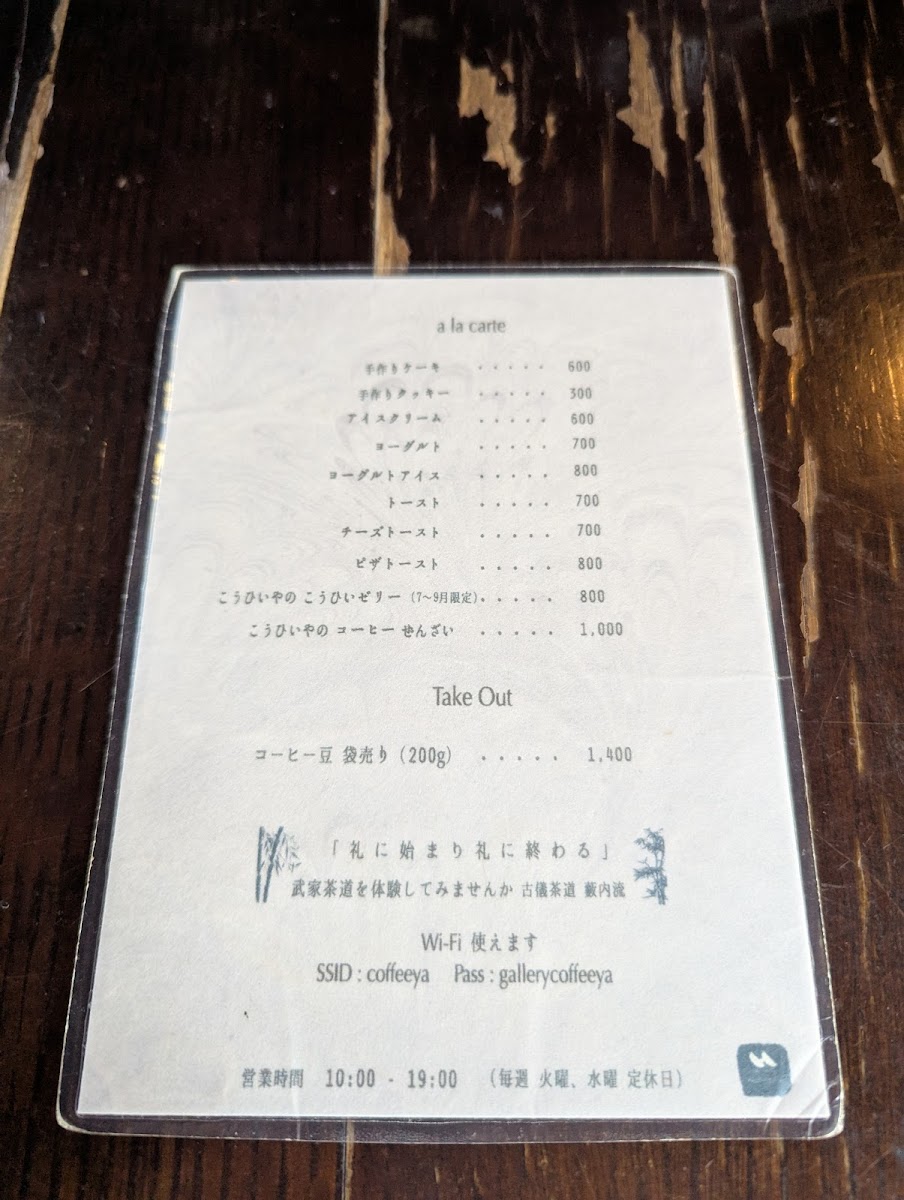 a la carte
手作りケーキ ・・・・・ 600
手作りクッキー ・・・・・ 300
アイスクリーム ・・・・・ 600
ヨーグルト ・・・・・ 700
ヨーグルトアイス ・・・・・ 800
トースト ・・・・・ 700
チーズトースト ・・・・・ 700
ピザトースト ・・・・・ 800
こうひいやの こうひいゼリー (7～9月限定)・・・・・ 800
こうひいやの コーヒー ぜんざい ・・・・・ 1,000
Take Out
コーヒー豆 袋売り (200g) ・・・・・ 1,400
「礼に始まり礼に終わる」
武家茶道を体験してみませんか 古儀茶道 藪内流
Wi-Fi 使えます
SSID : coffeeya Pass : gallerycoffeeya
営業時間 10:00 - 19:00 (毎週 火曜、水曜 定休日)